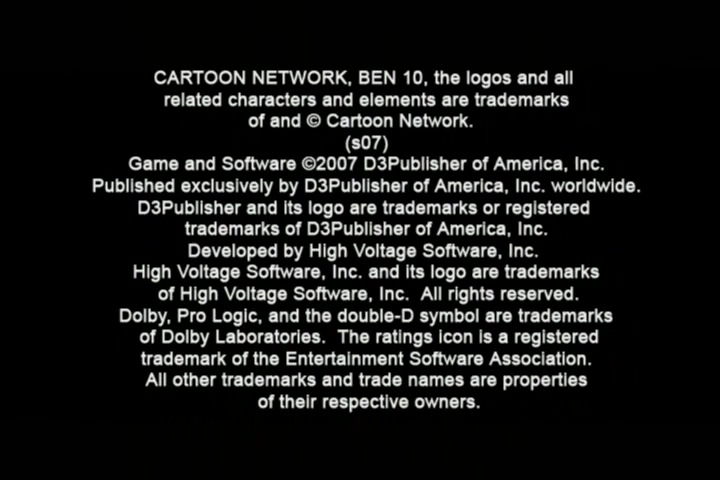 CARTOON NETWORK, BEN 10, the logos and all
related characters and elements are trademarks
of and © Cartoon Network.
(s07)
Game and Software ©2007 D3Publisher of America, Inc.
Published exclusively by D3Publisher of America, Inc. worldwide.
D3Publisher and its logo are trademarks or registered
trademarks of D3Publisher of America, Inc.
Developed by High Voltage Software, Inc.
High Voltage Software, Inc. and its logo are trademarks
of High Voltage Software, Inc.  All rights reserved.
Dolby, Pro Logic, and the double-D symbol are trademarks
of Dolby Laboratories.  The ratings icon is a registered
trademark of the Entertainment Software Association.
All other trademarks and trade names are properties
of their respective owners.